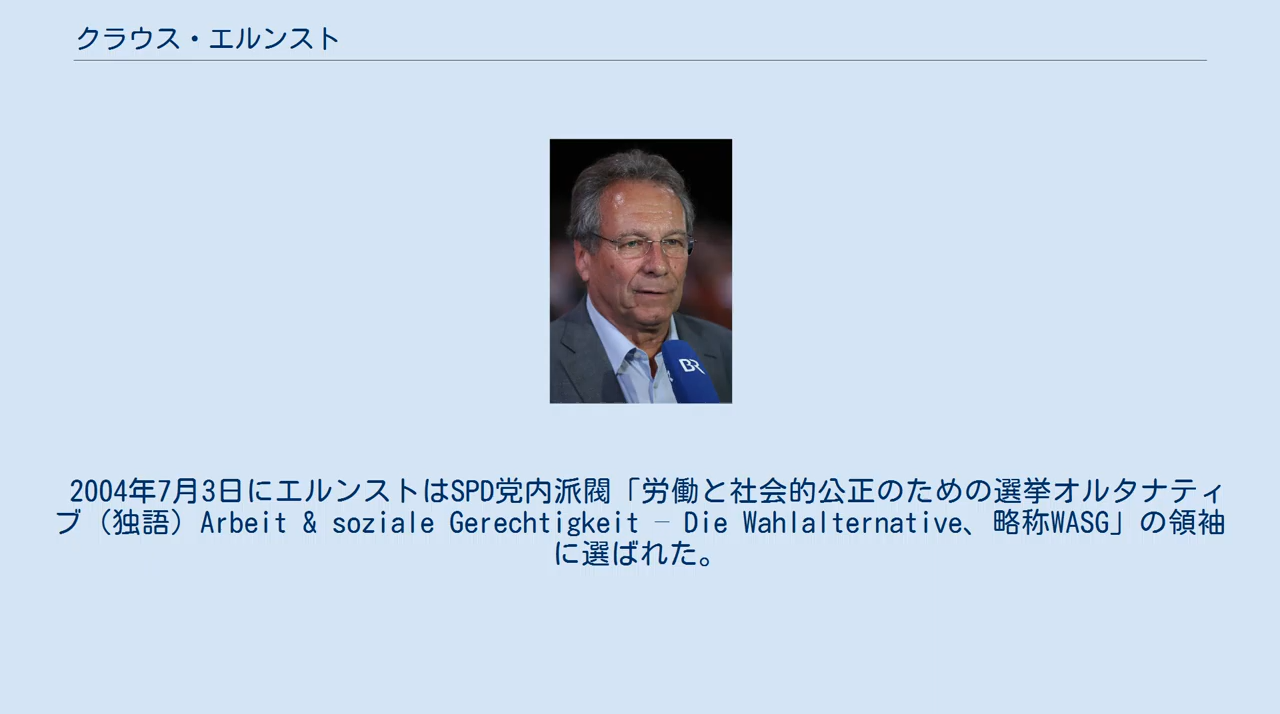 クラウス・エルンスト
BR
2004年7月3日にエルンストはSPD党内派閥「労働と社会的公正のための選挙オルタナティ
ブ（独語）Arbeit & soziale Gerechtigkeit – Die Wahlalternative、略称WASG」の領袖
に選ばれた。